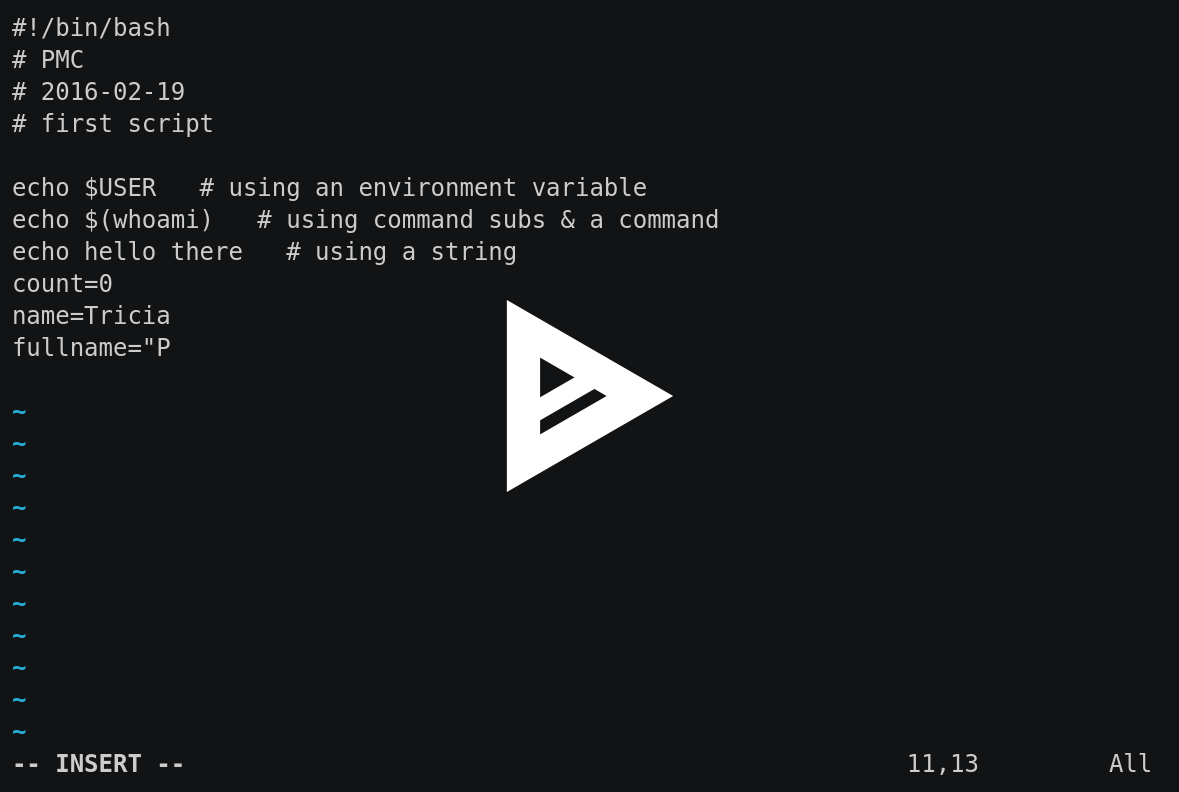 #!/bin/bash
# PMC
# 2016-02-19
# first script
echo $USER   # using an environment variable
echo $(whoami)   # using command subs & a command
echo hello there   # using a string
count=0
name=Tricia
fullname="P
~
~
~
~
~
~
~
~
~
~
~
-- INSERT --         11,13         All